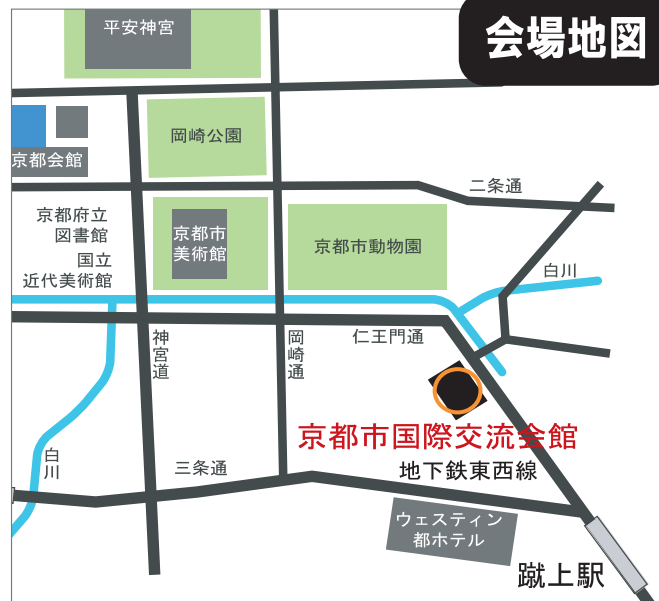 会場地図
平安神宮
岡崎公園
京都会館
二条通
京都府立
図書館
国立
近代美術館
京都市
美術館
京都市動物園
白川
神宮道
岡崎通
仁王門通
京都市国際交流会館
白川
三条通
地下鉄東西線
ウェスティン
都ホテル
蹴上駅